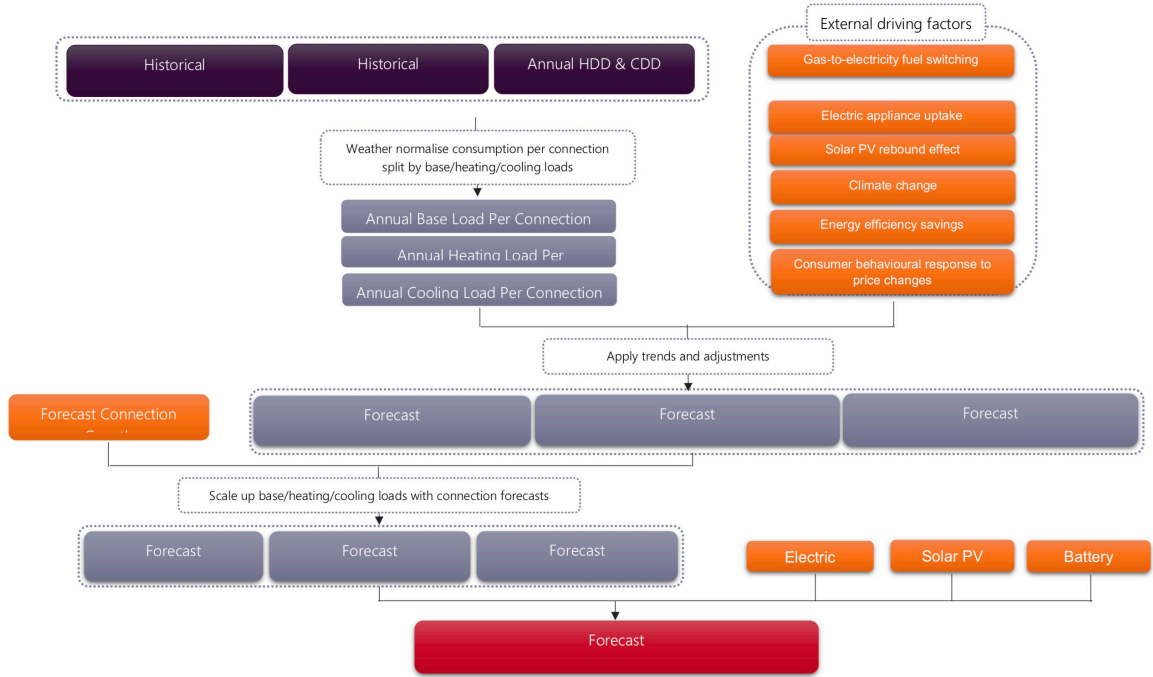 External driving factors
Historical
Historical
Annual HDD & CDD
Gas-to-electricity fuel switching
Electric appliance uptake
Solar PV rebound effect
Climate change
Energy efficiency savings
Consumer behavioural response to
price changes
Weather normalise consumption per connection
split by base/heating/cooling loads
Annual Base Load Per Connection
Annual Heating Load Per
Annual Cooling Load Per Connection
Apply trends and adjustments
Forecast Connection
Forecast
Forecast
Forecast
Scale up base/heating/cooling loads with connection forecasts
Forecast
Forecast
Forecast
Electric
Solar PV
Battery
Forecast